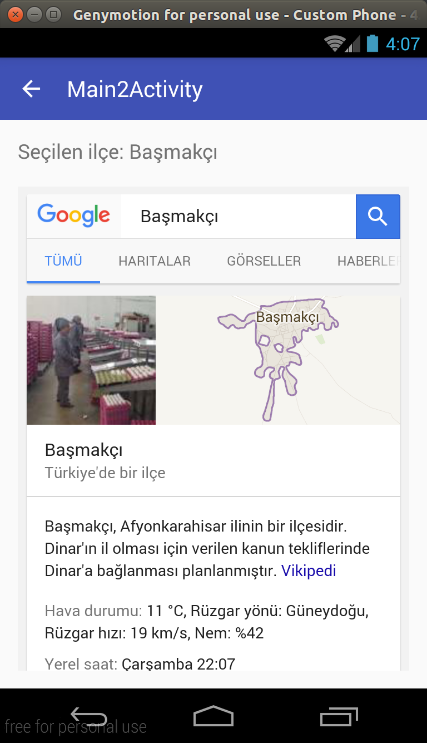 Genymotion for personal use - Custom Phone - 4
4:07
Main2Activity
Seçilen ilçe: Başmakçı
Google Başmakçı
TÜMÜ HARITALAR GÖRSELLER HABERLE
Başmakçı
Başmakçı
Türkiye'de bir ilçe
Başmakçı, Afyonkarahisar ilinin bir ilçesidir.
Dinar'ın il olması için verilen kanun tekliflerinde
Dinar'a bağlanması planlanmıştır. Vikipedi
Hava durumu: 11 °C, Rüzgar yönü: Güneydoğu,
Rüzgar hızı: 19 km/s, Nem: %42
Yerel saat: Çarşamba 22:07
free for personal use